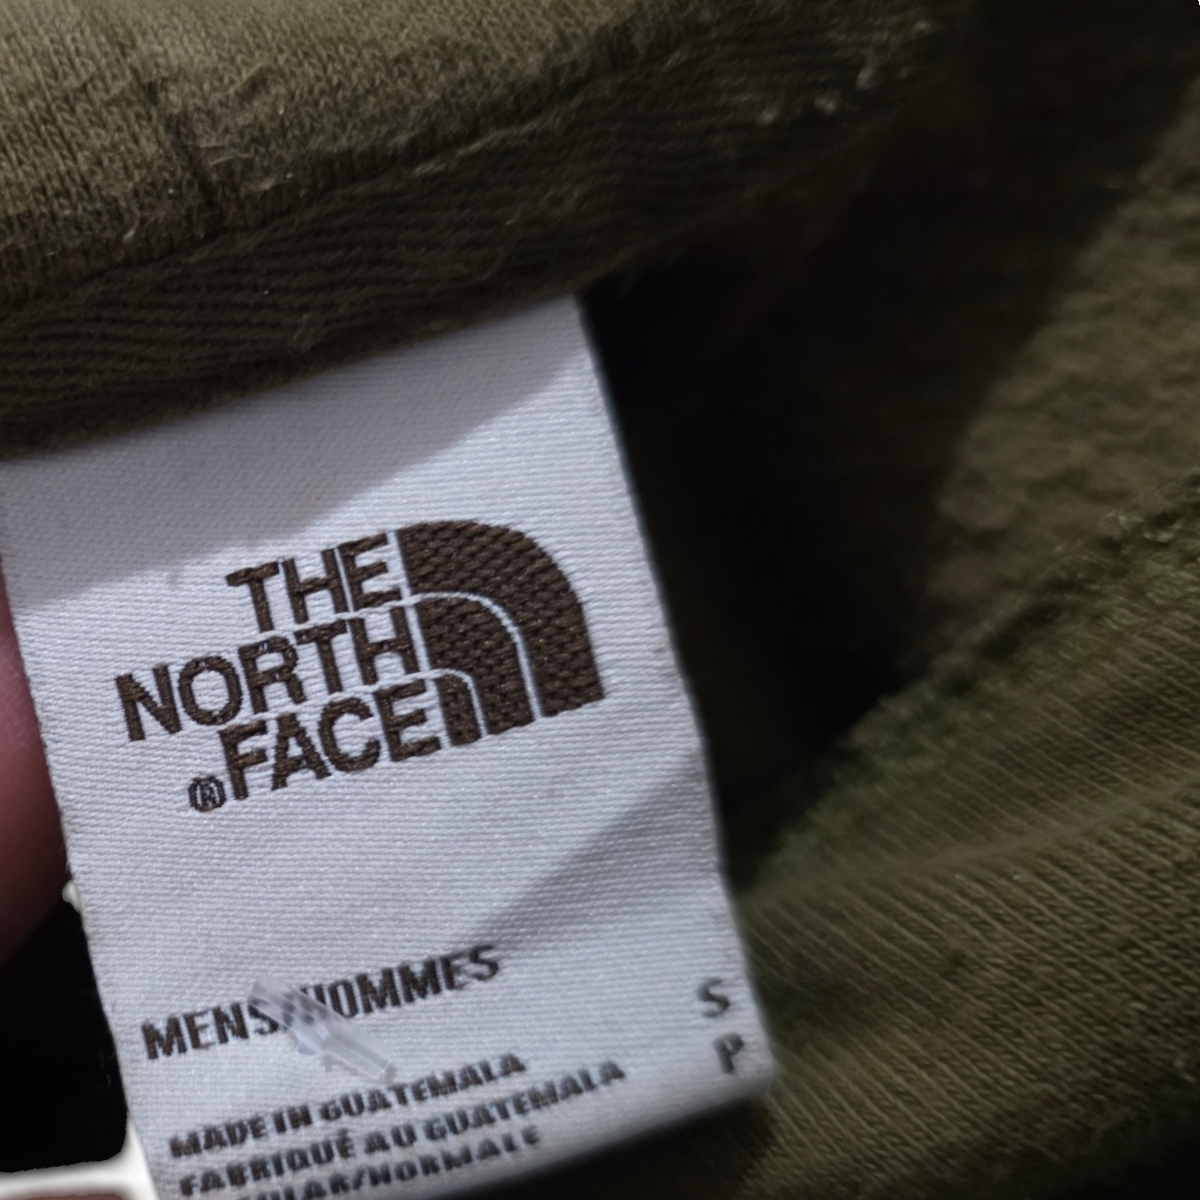 THE
NORTH
®FACE
MENS/HOMMES
S
P
MADE IN GUATEMALA
FABRIQUÉ AU GUATEMALA